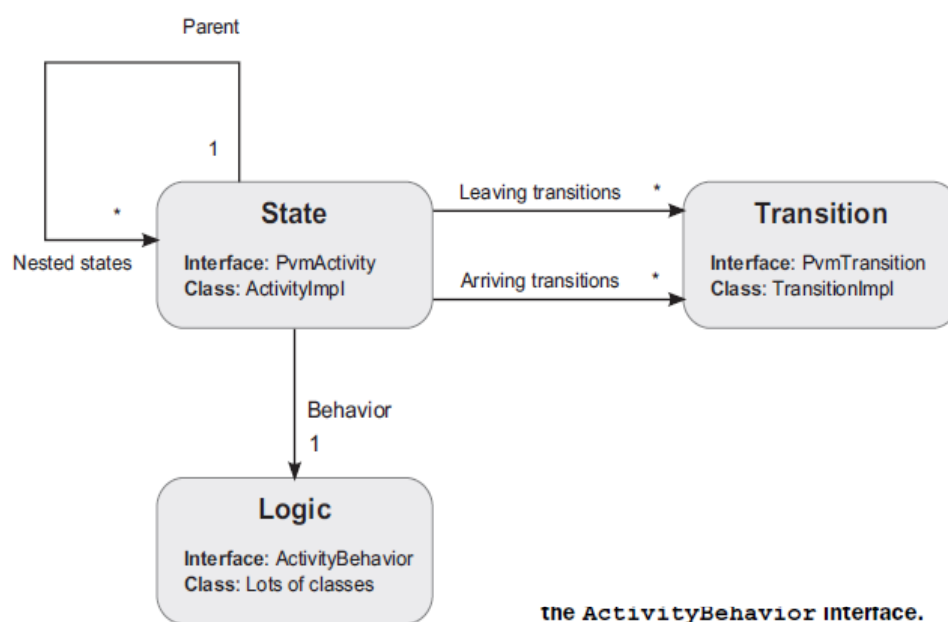 Parent
1
*
Nested states
State
Interface: PvmActivity
Class: ActivityImpl
Leaving transitions *
Arriving transitions *
Transition
Interface: PvmTransition
Class: TransitionImpl
Behavior
1
Logic
Interface: ActivityBehavior
Class: Lots of classes
the ActivityBehavior interface.